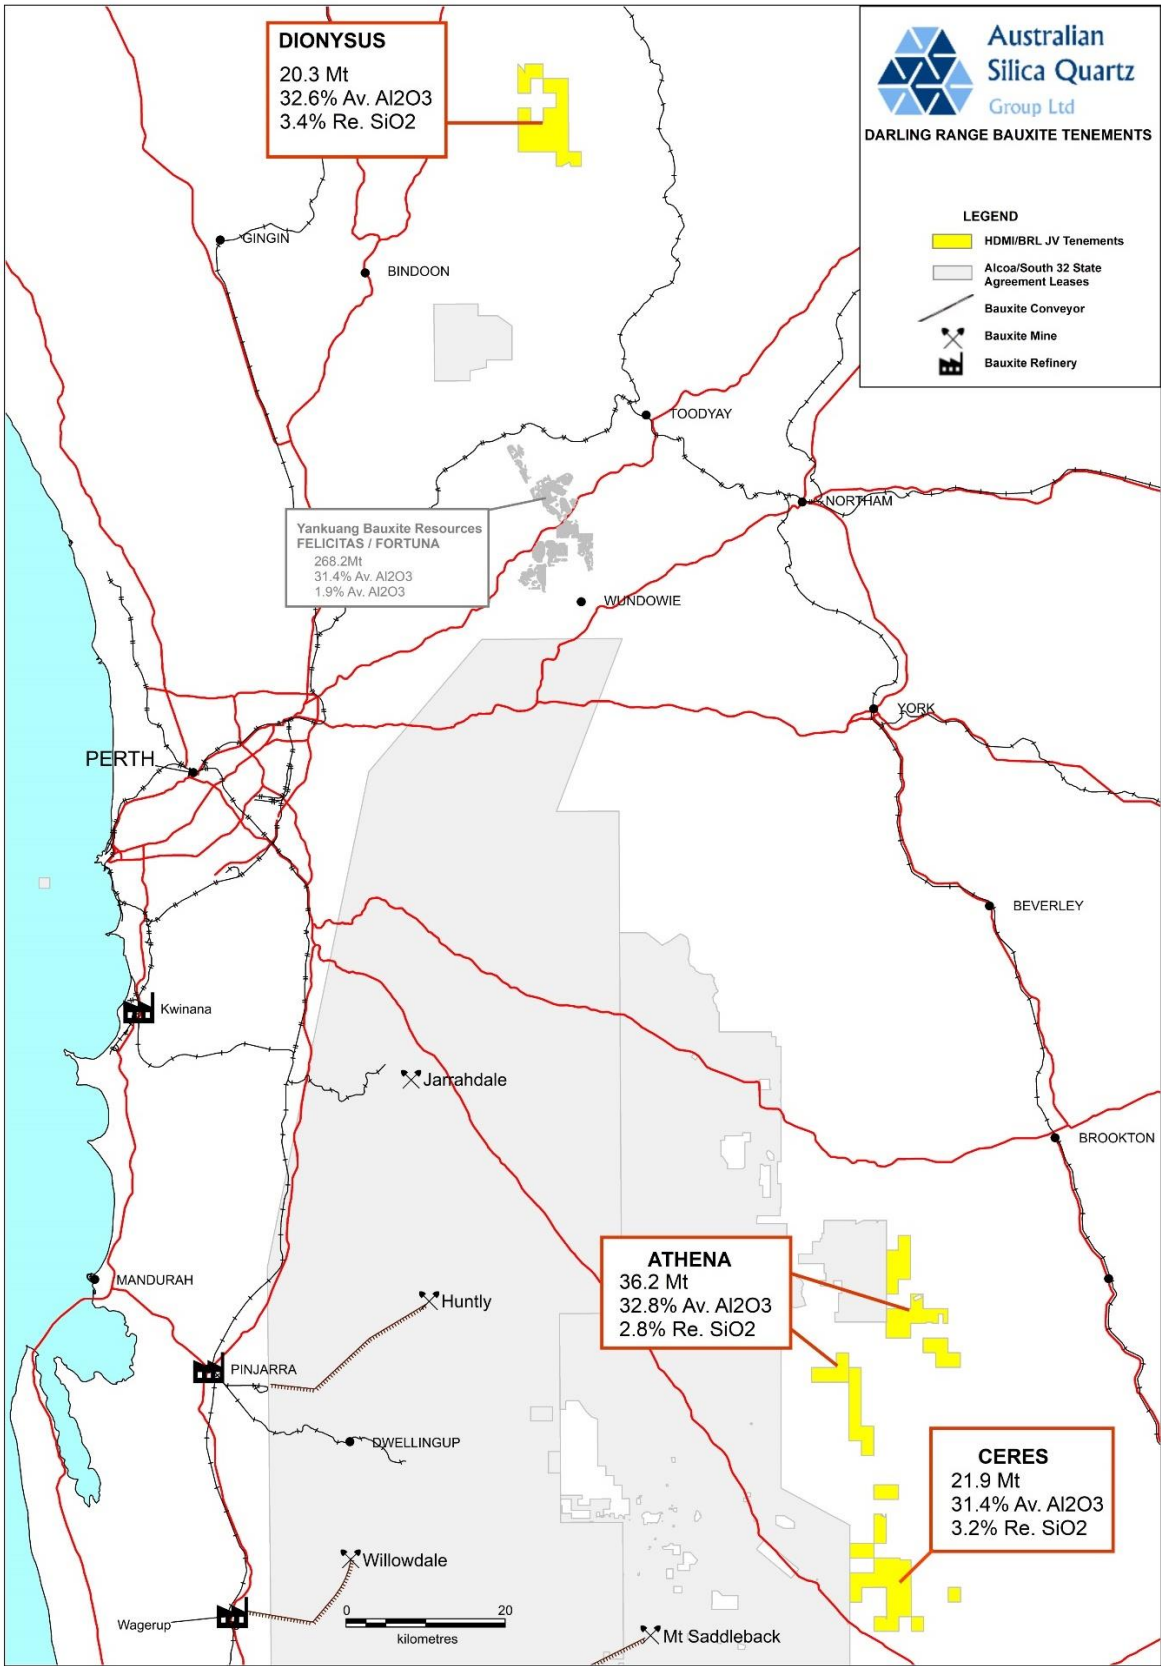 DIONYSUS
20.3 Mt
32.6% Av. Al2O3
3.4% Re. SiO2
Australian
Silica Quartz
Group Ltd
DARLING RANGE BAUXITE TENEMENTS
LEGEND
HDMI/BRL JV Tenements
Alcoa/South 32 State
Agreement Leases
Bauxite Conveyor
Bauxite Mine
Bauxite Refinery
GINGIN
BINDOON
TOODYAY
NORTHAM
Yankuang Bauxite Resources
FELICITAS / FORTUNA
268.2Mt
31.4% Av. Al2O3
1.9% Av. Al2O3
WUNDOWIE
YORK
PERTH
BEVERLEY
Kwinana
Jarrahdale
BROOKTON
ATHENA
36.2 Mt
32.8% Av. Al2O3
2.8% Re. SiO2
MANDURAH
Huntly
PINJARRA
DWELLINGUP
CERES
21.9 Mt
31.4% Av. Al2O3
3.2% Re. SiO2
Willowdale
Wagerup
0 20
kilometres
Mt Saddleback